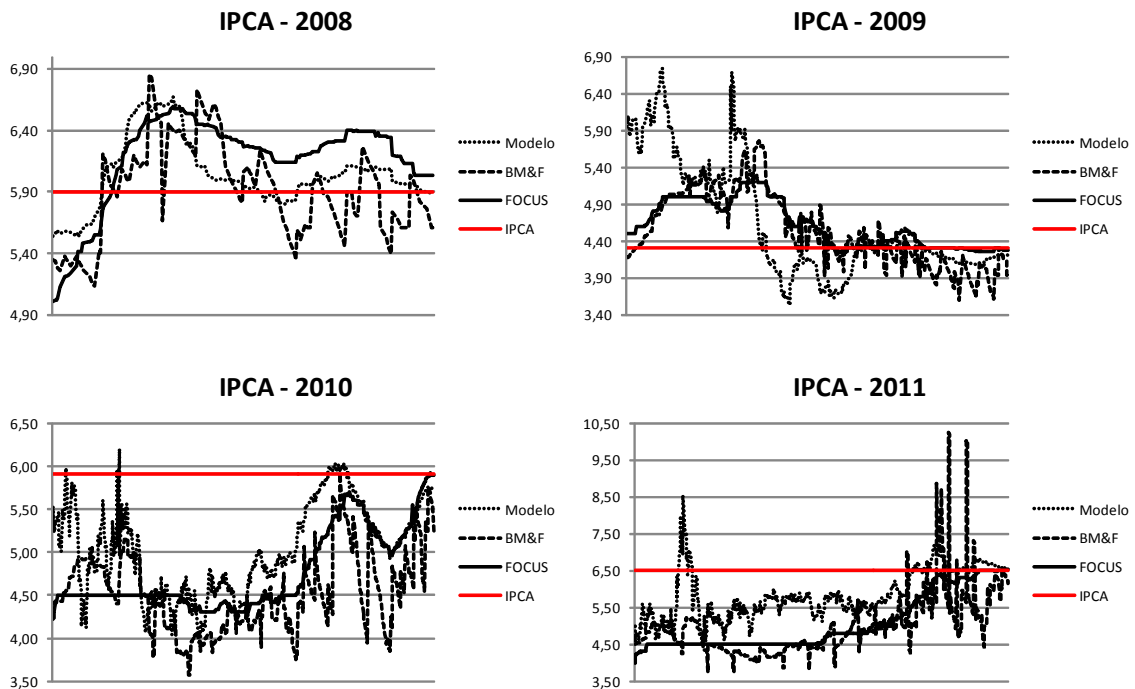 IPCA - 2008
6,90
6,40
5,90
5,40
4,90
Modelo
BM&F
FOCUS
IPCA
IPCA - 2009
6,90
6,40
5,90
5,40
4,90
4,40
3,90
3,40
Modelo
BM&F
FOCUS
IPCA
IPCA - 2010
6,50
6,00
5,50
5,00
4,50
4,00
3,50
Modelo
BM&F
FOCUS
IPCA
IPCA - 2011
10,50
9,50
8,50
7,50
6,50
5,50
4,50
3,50
Modelo
BM&F
FOCUS
IPCA